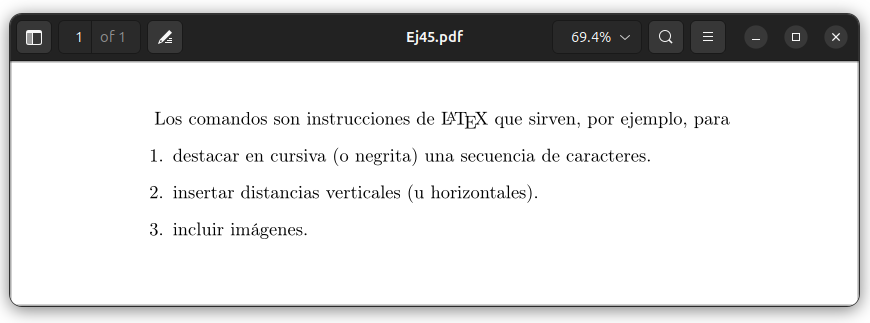 1 of 1 Ej45.pdf 69.4%
Los comandos son instrucciones de LATEX que sirven, por ejemplo, para
1. destacar en cursiva (o negrita) una secuencia de caracteres.
2. insertar distancias verticales (u horizontales).
3. incluir imágenes.